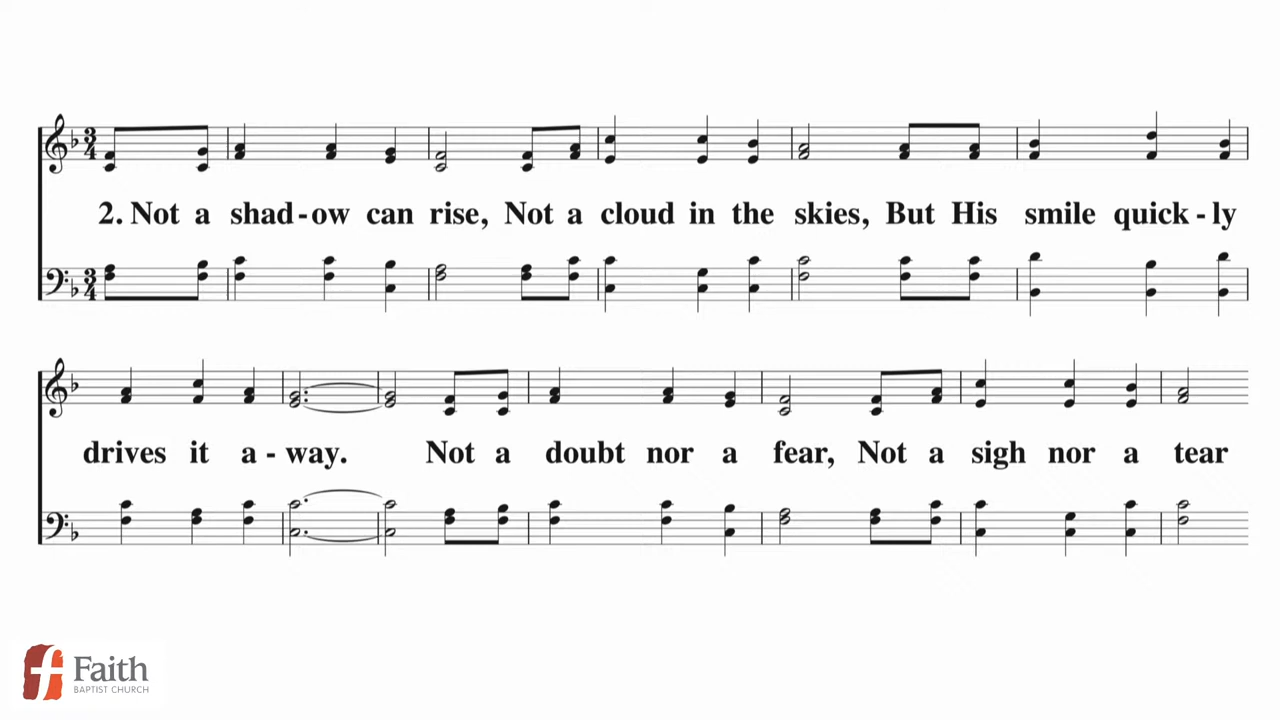 2. Not a shad - ow can rise, Not a cloud in the skies, But His smile quick - ly
drives it a - way. Not a doubt nor a fear, Not a sigh nor a tear
Faith
BAPTIST CHURCH